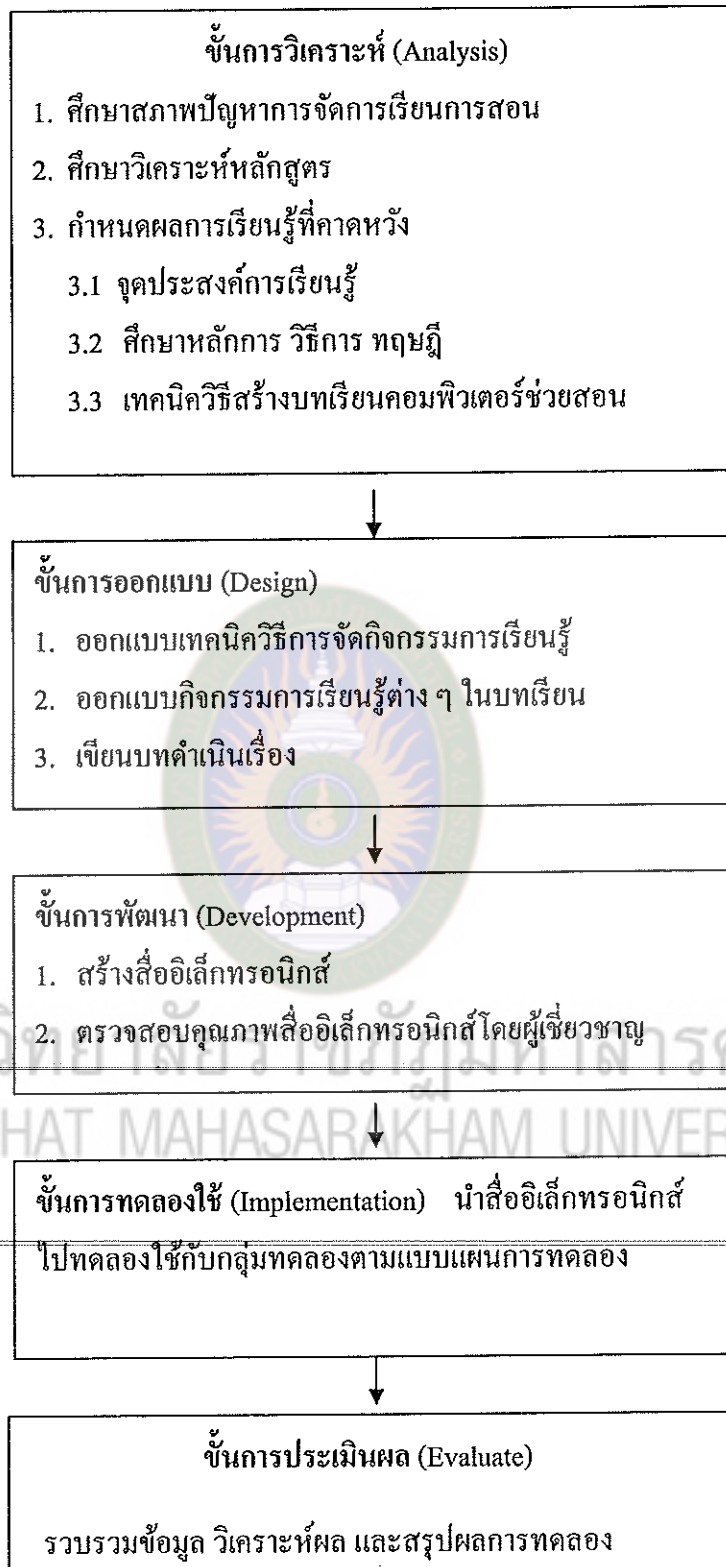 ขั้นการวิเคราะห์ (Analysis)
1. ศึกษาสภาพปัญหาการจัดการเรียนการสอน
2. ศึกษาวิเคราะห์หลักสูตร
3. กำหนดผลการเรียนรู้ที่คาดหวัง
3.1 จุดประสงค์การเรียนรู้
3.2 ศึกษาหลักการ วิธีการ ทฤษฎี
3.3 เทคนิควิธีสร้างบทเรียนคอมพิวเตอร์ช่วยสอน
ขั้นการออกแบบ (Design)
1. ออกแบบเทคนิควิธีการจัดกิจกรรมการเรียนรู้
2. ออกแบบกิจกรรมการเรียนรู้ต่าง ๆ ในบทเรียน
3. เขียนบทดำเนินเรื่อง
ขั้นการพัฒนา (Development)
1. สร้างสื่ออิเล็กทรอนิกส์
2. ตรวจสอบคุณภาพสื่ออิเล็กทรอนิกส์โดยผู้เชี่ยวชาญ
MAHASARAKHAM
ขั้นการทดลองใช้ (Implementation) นำสื่ออิเล็กทรอนิกส์
ไปทดลองใช้กับกลุ่มทดลองตามแบบแผนการทดลอง
ขั้นการประเมินผล (Evaluate)
รวบรวมข้อมูล วิเคราะห์ผล และสรุปผลการทดลอง